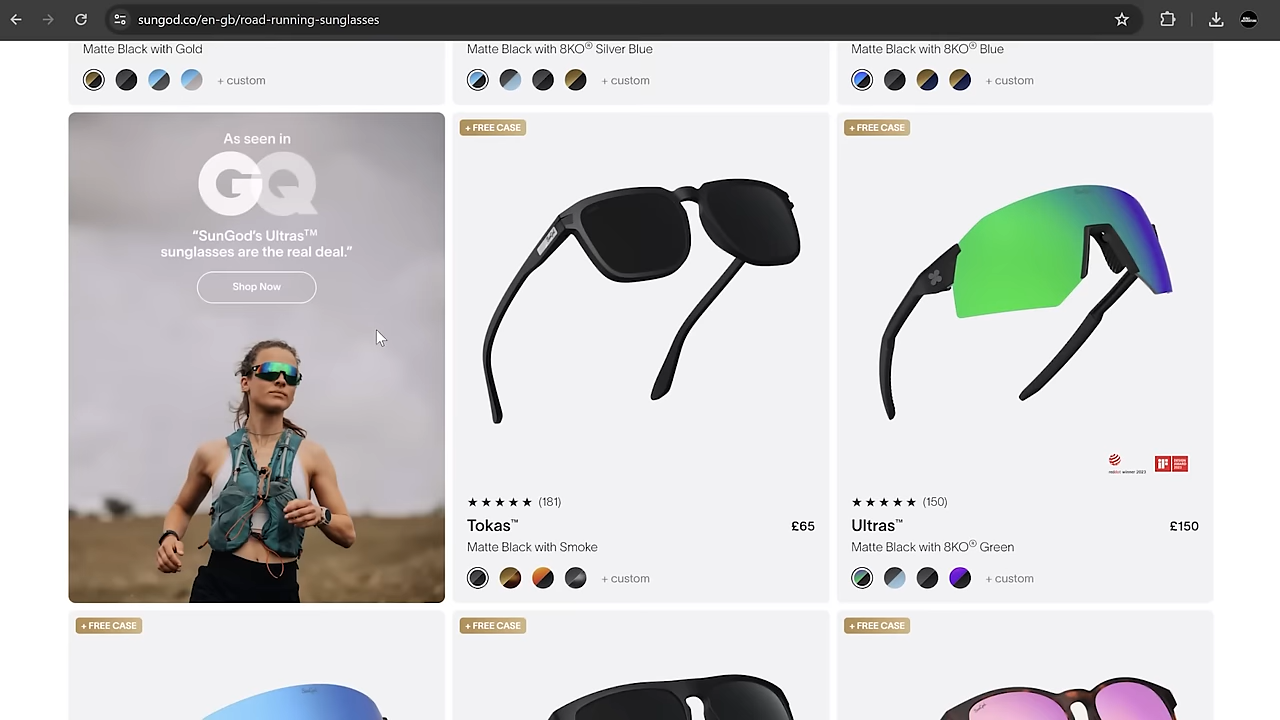 sungod.co/en-gb/road-running-sunglasses
Matte Black with Gold
+ custom
Matte Black with 8KO® Silver Blue
+ custom
Matte Black with 8KO® Blue
+ custom
As seen in
GQ
“SunGod’s Ultras™
sunglasses are the real deal.”
Shop Now
+ FREE CASE
★★★★★ (181)
Tokas™
£65
Matte Black with Smoke
+ custom
+ FREE CASE
reddot winner 2023
★★★★★ (150)
Ultras™
£150
Matte Black with 8KO® Green
+ custom
+ FREE CASE
+ FREE CASE
+ FREE CASE